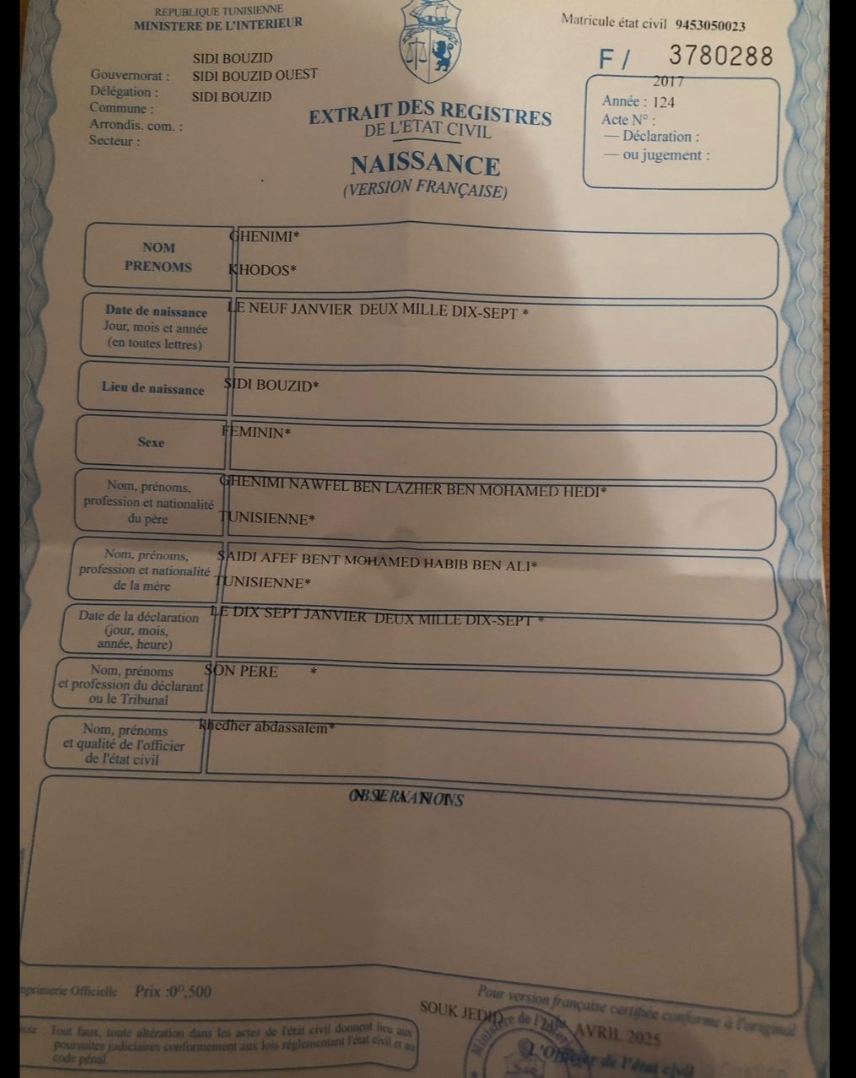 REPUBLIQUE TUNISIENNE
MINISTERE DE L'INTERIEUR
Matricule état civil 9453050023
F / 3780288
SIDI BOUZID
Gouvernorat : SIDI BOUZID OUEST
Délégation : SIDI BOUZID
Commune :
Arrondis. com. :
Secteur :
2017
Année : 124
Acte N° :
— Déclaration :
— ou jugement :
EXTRAIT DES REGISTRES
DE L'ETAT CIVIL
NAISSANCE
(VERSION FRANÇAISE)
NOM GHENIMI*
PRENOMS KHODOS*
Date de naissance LE NEUF JANVIER DEUX MILLE DIX-SEPT *
Jour, mois et année
(en toutes lettres)
Lieu de naissance SIDI BOUZID*
Sexe FEMININ*
Nom, prénoms, GHENIMI NAWFEL BEN LAZHER BEN MOHAMED HEDI*
profession et nationalité
du père TUNISIENNE*
Nom, prénoms, SAIDI AFEF BENT MOHAMED HABIB BEN ALI*
profession et nationalité TUNISIENNE*
de la mère
Date de la déclaration LE DIX SEPT JANVIER DEUX MILLE DIX-SEPT *
(jour, mois,
année, heure)
Nom, prénoms SON PERE *
et profession du déclarant
ou le Tribunal
Nom, prénoms khedher abdassalem*
et qualité de l'officier
de l'état civil
OBSERVATIONS
Imprimerie Officielle Prix :0ᴰ,500
Pour version française certifiée conforme à l'original
SOUK JEDID AVRIL 2025
Note : Tout faux, toute altération dans les actes de l'état civil donnent lieu aux
poursuites judiciaires conformement aux lois réglementant l'état civil et au
code pénal
L'Officier de l'état civil
Ministère de l'